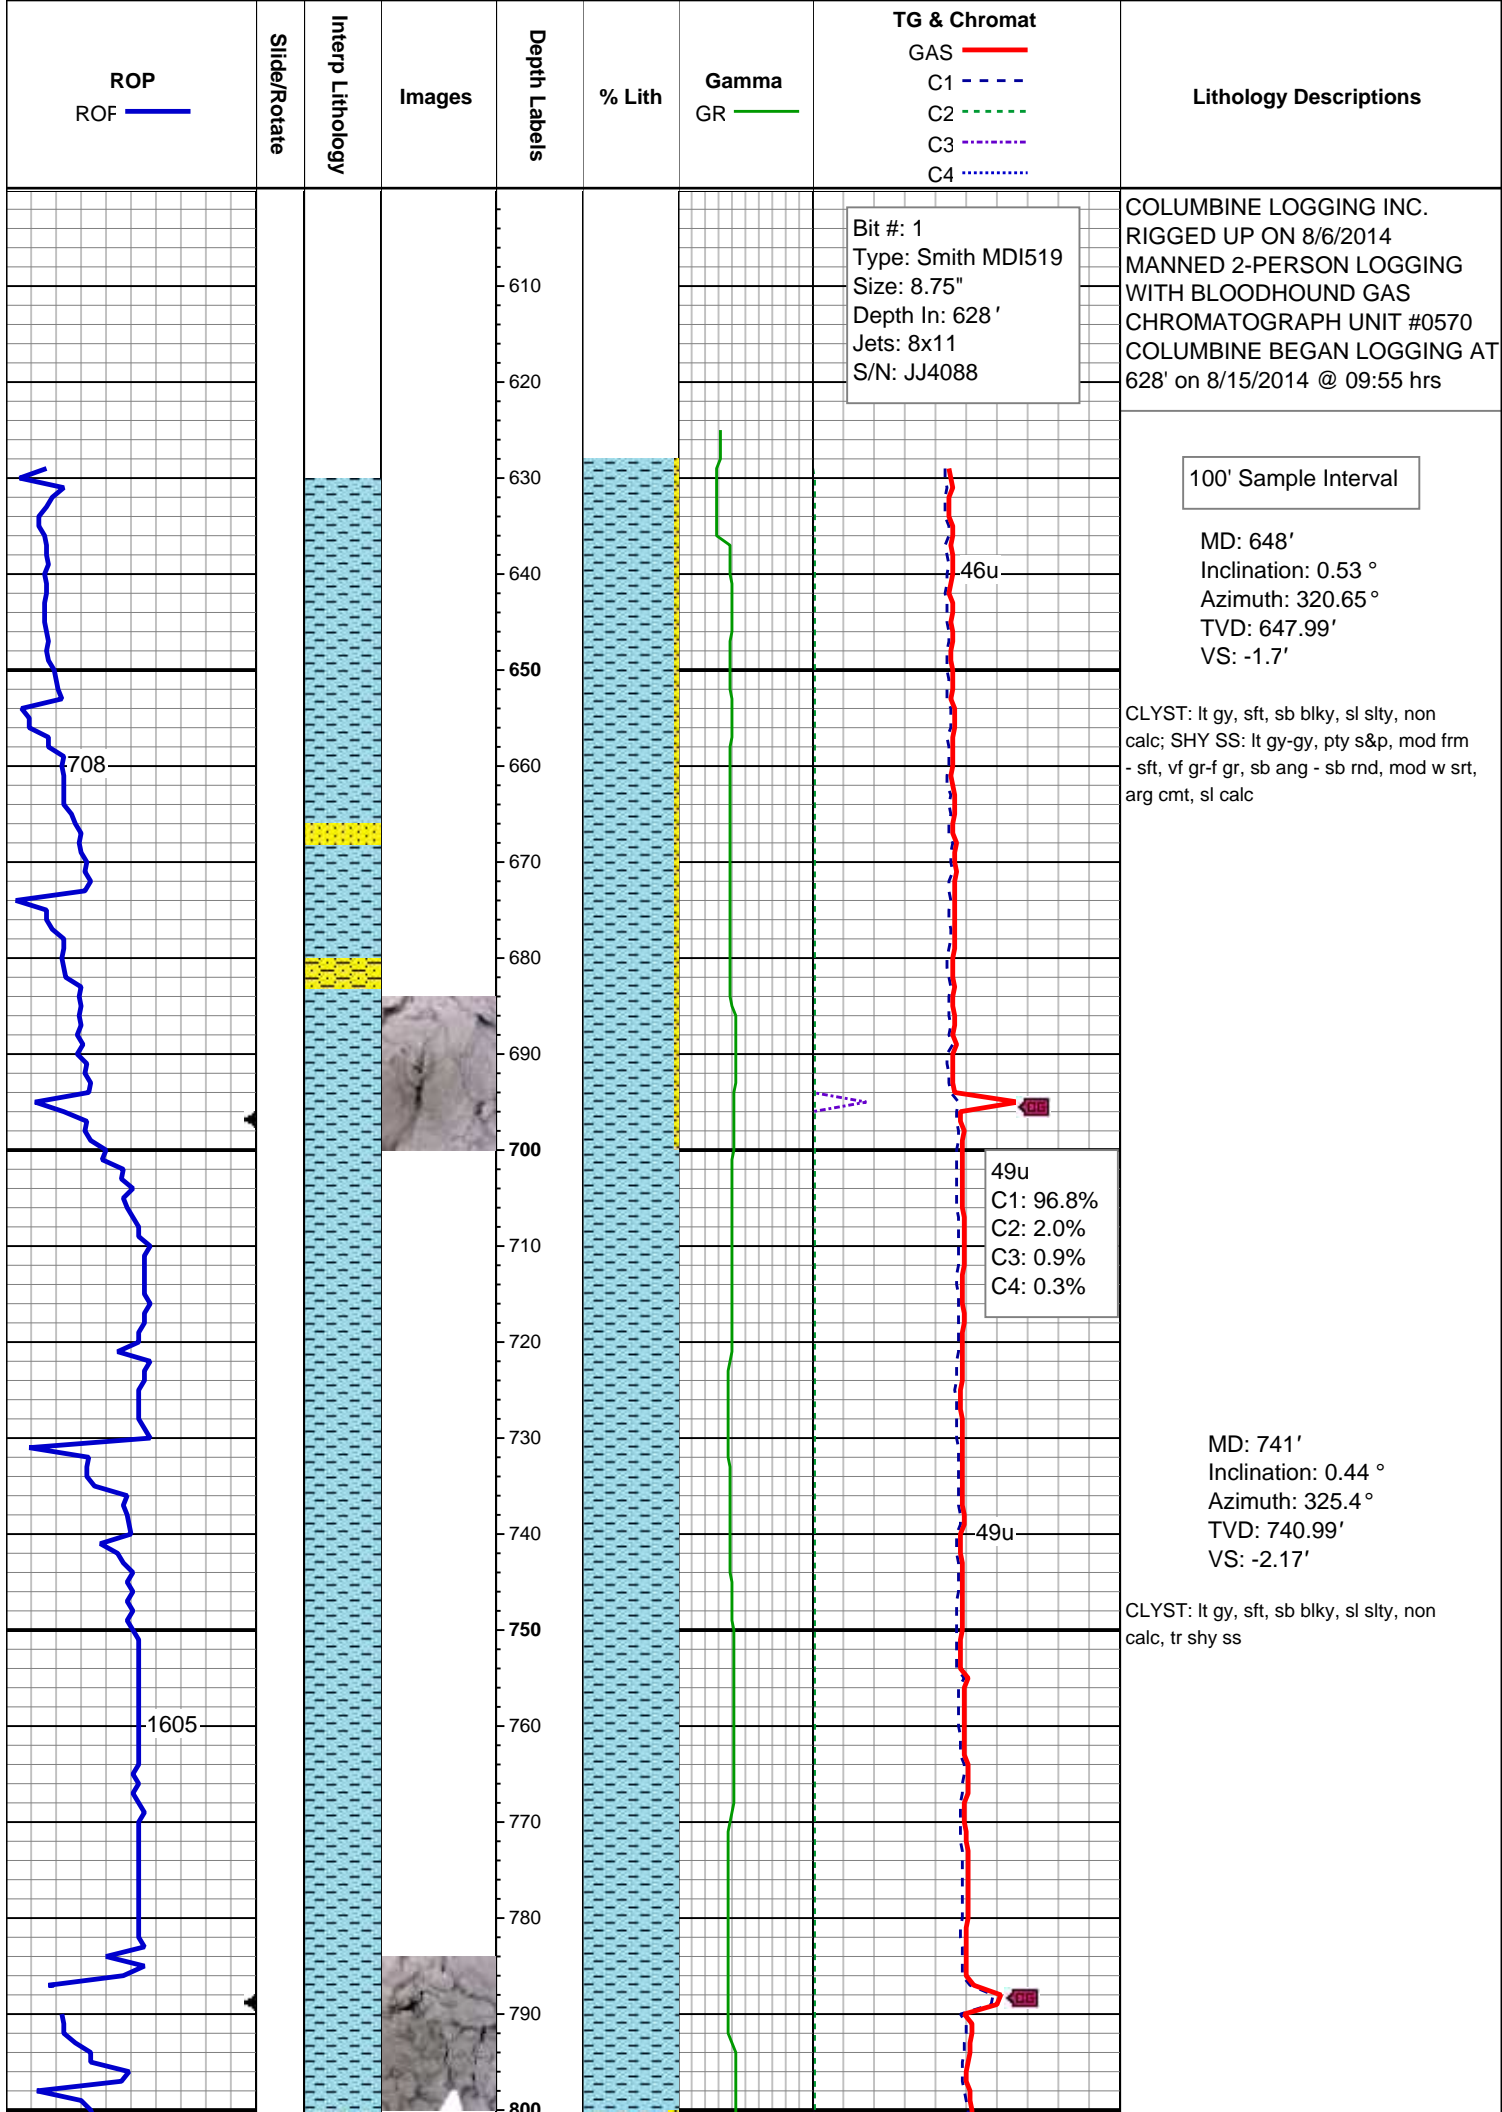 ROP
ROF
Slide/Rotate
Interp Lithology
Images
Depth Labels
% Lith
Gamma
GR
TG & Chromat
GAS
C1
C2
C3
C4
Lithology Descriptions
Bit #: 1
Type: Smith MDI519
Size: 8.75"
Depth In: 628 '
Jets: 8x11
S/N: JJ4088
COLUMBINE LOGGING INC.
RIGGED UP ON 8/6/2014
MANNED 2-PERSON LOGGING
WITH BLOODHOUND GAS
CHROMATOGRAPH UNIT #0570
COLUMBINE BEGAN LOGGING AT
628' on 8/15/2014 @ 09:55 hrs
610
620
630
100' Sample Interval
MD: 648'
Inclination: 0.53 °
Azimuth: 320.65 °
TVD: 647.99'
VS: -1.7'
640
46u
650
CLYST: lt gy, sft, sb blky, sl slty, non
calc; SHY SS: lt gy-gy, pty s&p, mod frm
- sft, vf gr-f gr, sb ang - sb rnd, mod w srt,
arg cmt, sl calc
708
660
670
680
690
CG
700
49u
C1: 96.8%
C2: 2.0%
C3: 0.9%
C4: 0.3%
710
720
730
MD: 741'
Inclination: 0.44 °
Azimuth: 325.4 °
TVD: 740.99'
VS: -2.17'
740
49u
CLYST: lt gy, sft, sb blky, sl slty, non
calc, tr shy ss
750
1605
760
770
780
CG
790
800